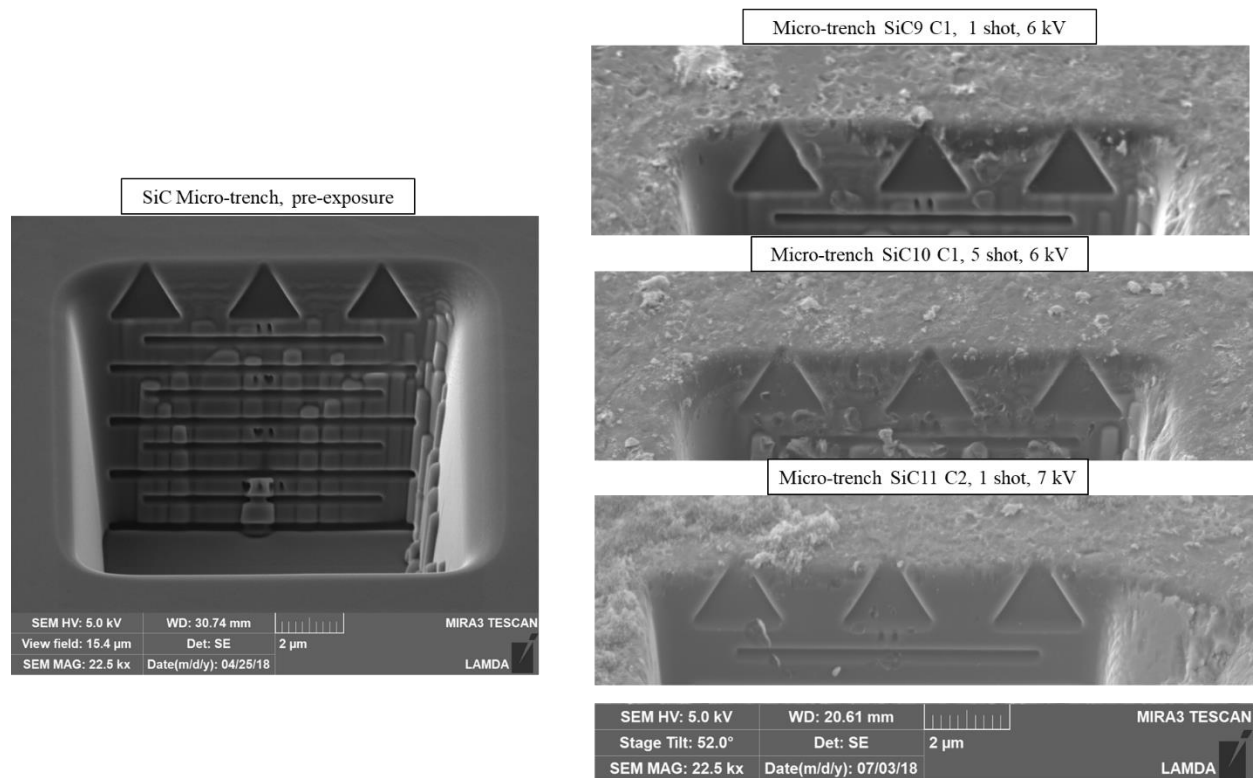 Micro-trench SiC9 C1, 1 shot, 6 kV
SiC Micro-trench, pre-exposure
Micro-trench SiC10 C1, 5 shot, 6 kV
Micro-trench SiC11 C2, 1 shot, 7 kV
SEM HV: 5.0 kV WD: 30.74 mm MIRA3 TESCAN
View field: 15.4 µm Det: SE 2 µm
SEM MAG: 22.5 kx Date(m/d/y): 04/25/18 LAMDA
SEM HV: 5.0 kV WD: 20.61 mm MIRA3 TESCAN
Stage Tilt: 52.0° Det: SE 2 µm
SEM MAG: 22.5 kx Date(m/d/y): 07/03/18 LAMDA